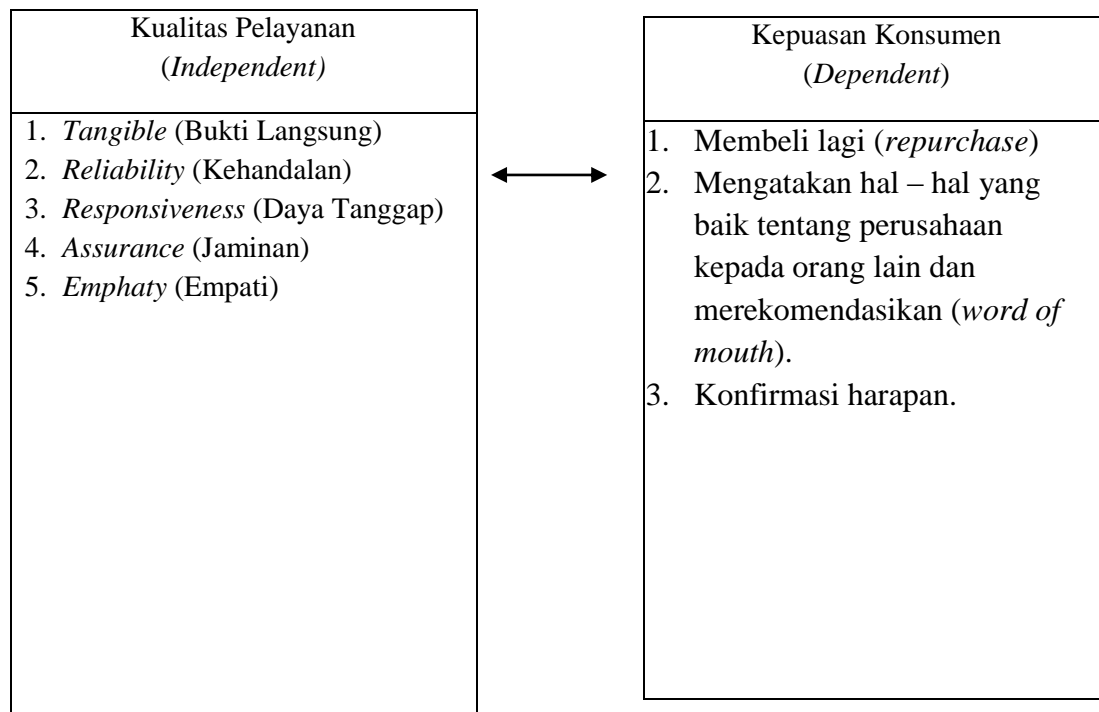 Kualitas Pelayanan
(Independent)
1. Tangible (Bukti Langsung)
2. Reliability (Kehandalan)
3. Responsiveness (Daya Tanggap)
4. Assurance (Jaminan)
5. Emphaty (Empati)
Kepuasan Konsumen
(Dependent)
1. Membeli lagi (repurchase)
2. Mengatakan hal – hal yang
baik tentang perusahaan
kepada orang lain dan
merekomendasikan (word of
mouth).
3. Konfirmasi harapan.